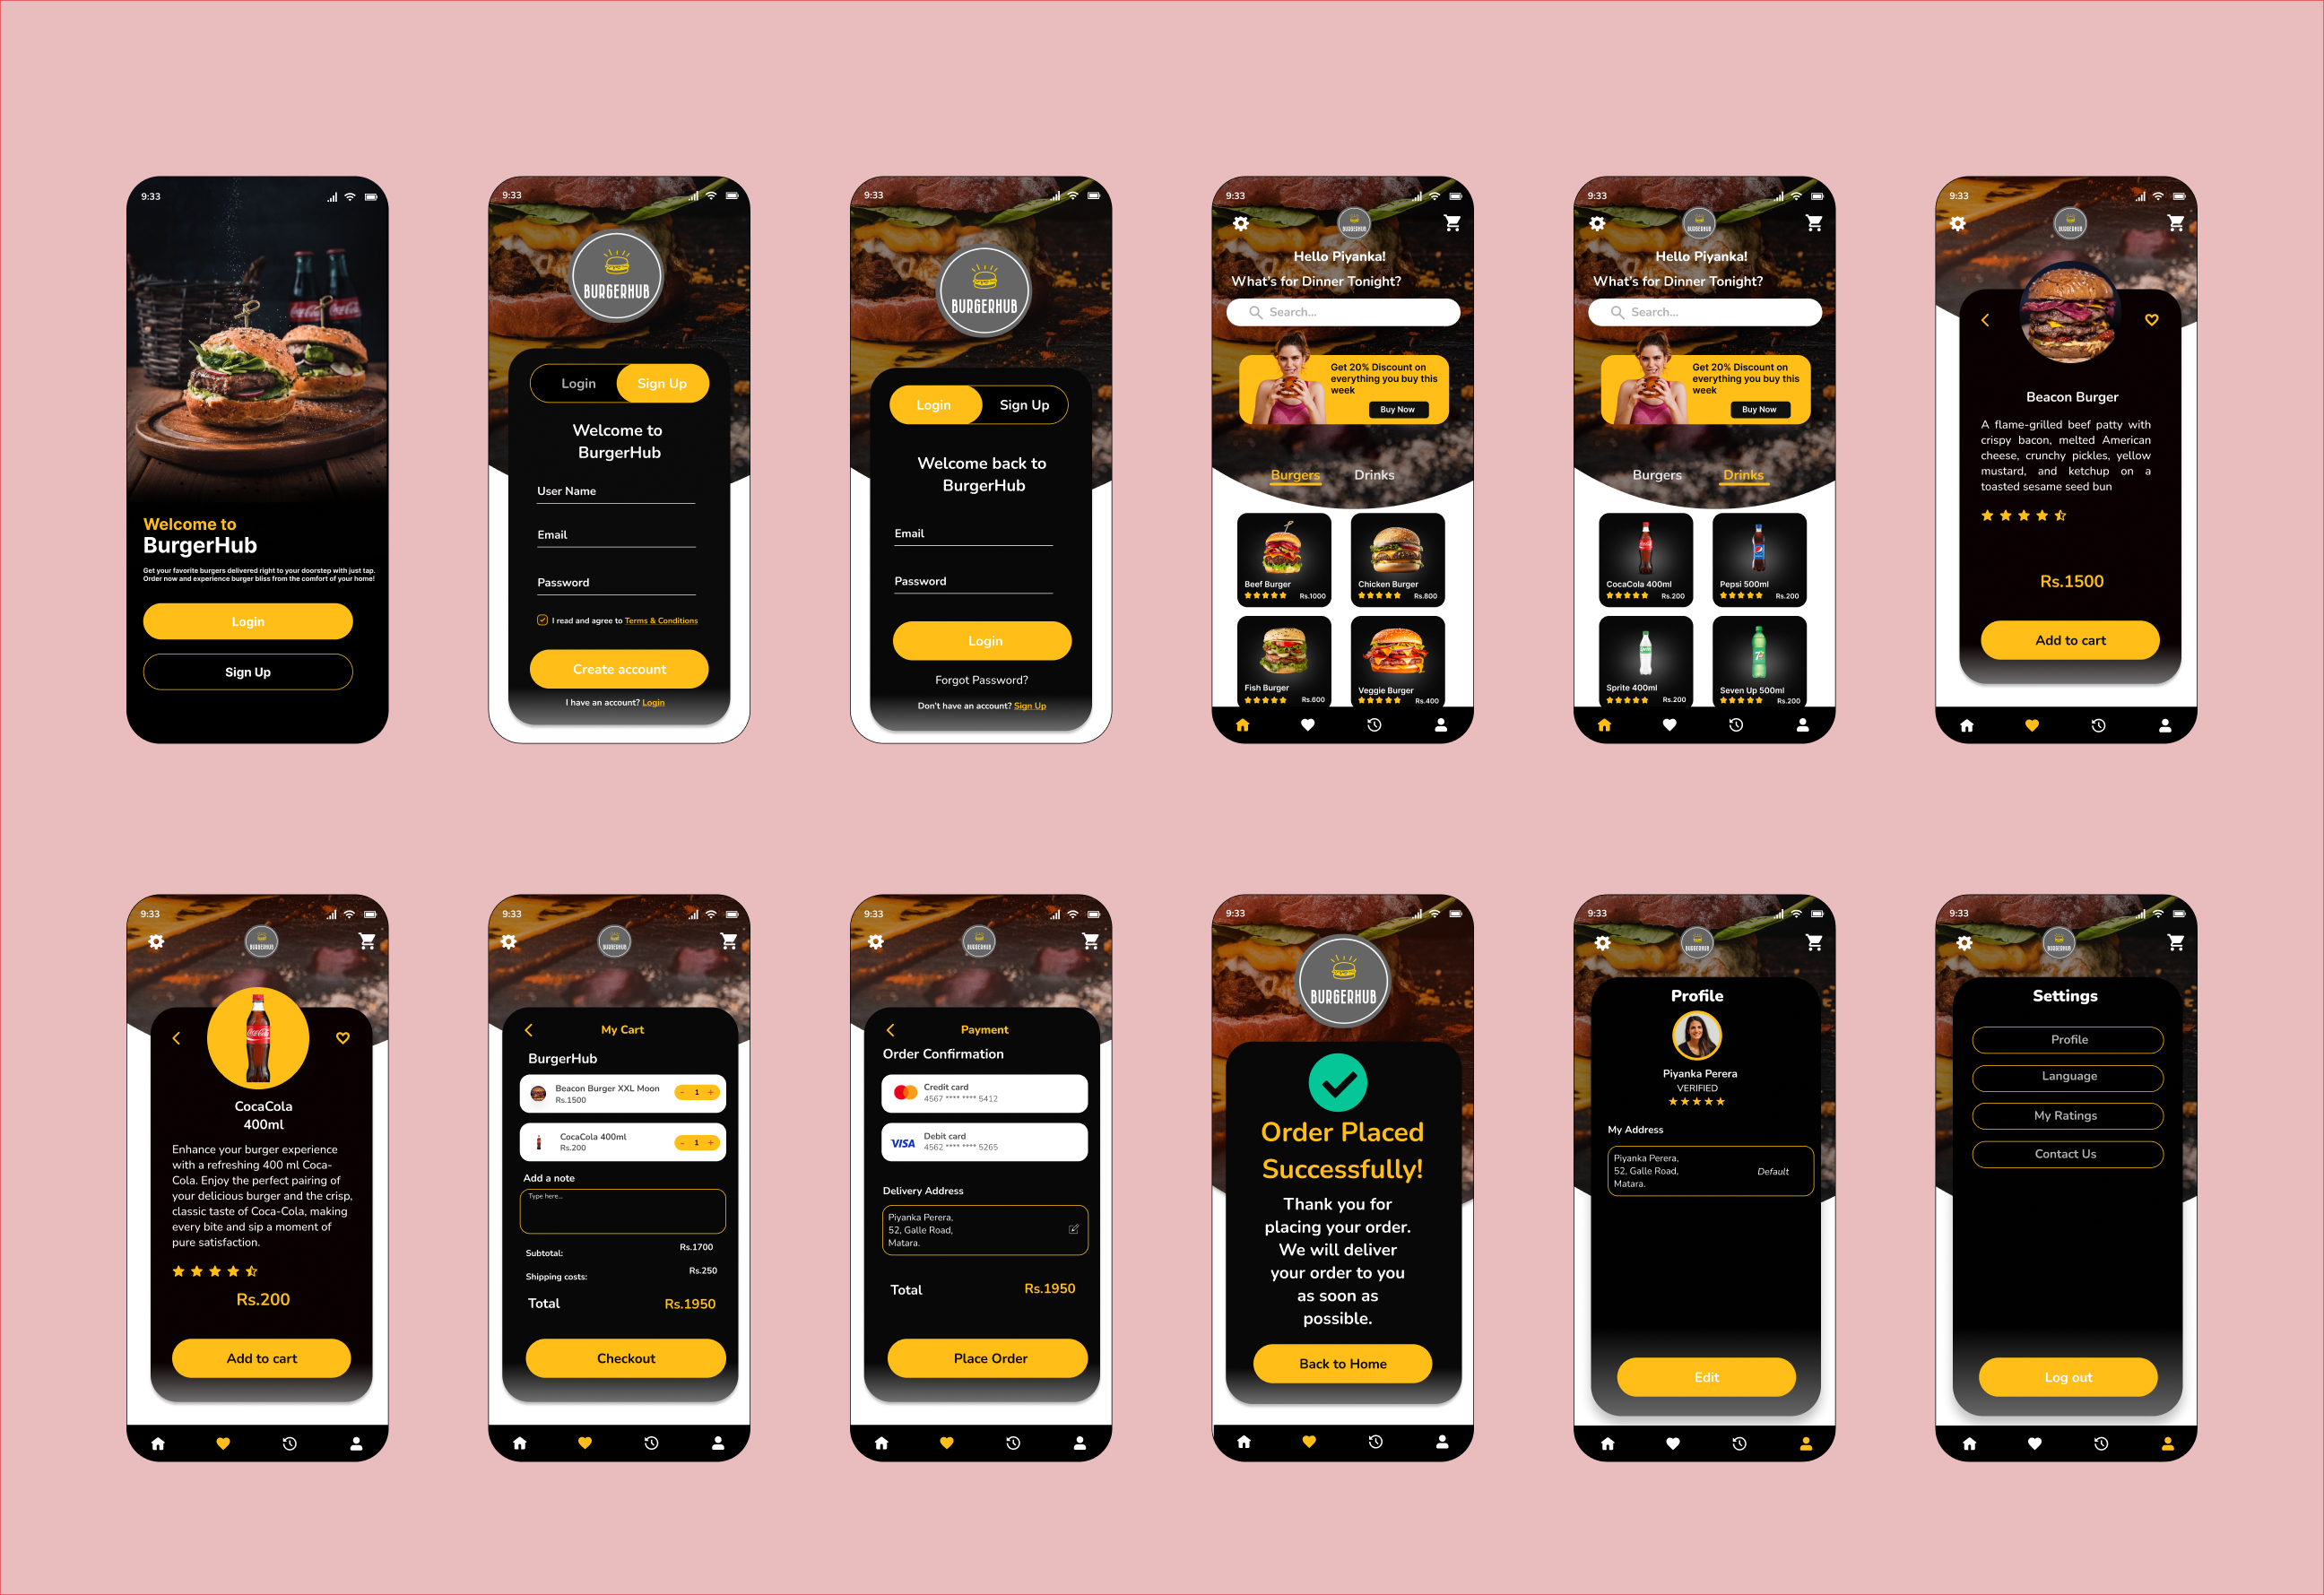 9:33
Welcome to
BurgerHub
Get your favorite burgers delivered right to your doorstep with just tap.
Order now and experience burger bliss from the comfort of your home!
Login
Sign Up
9:33
BURGERHUB
Login
Sign Up
Welcome to
BurgerHub
User Name
Email
Password
I read and agree to Terms & Conditions
Create account
I have an account? Login
9:33
BURGERHUB
Login
Sign Up
Welcome back to
BurgerHub
Email
Password
Login
Forgot Password?
Don't have an account? Sign Up
9:33
BURGERHUB
Hello Piyanka!
What's for Dinner Tonight?
Search...
Get 20% Discount on
everything you buy this
week
Buy Now
Burgers
Drinks
Beef Burger
Rs.1000
Chicken Burger
Rs.800
Fish Burger
Rs.600
Veggie Burger
Rs.400
9:33
BURGERHUB
Hello Piyanka!
What's for Dinner Tonight?
Search...
Get 20% Discount on
everything you buy this
week
Buy Now
Burgers
Drinks
CocaCola 400ml
Rs.200
Pepsi 500ml
Rs.200
Sprite 400ml
Rs.200
Seven Up 500ml
Rs.200
9:33
BURGERHUB
Beacon Burger
A flame-grilled beef patty with
crispy bacon, melted American
cheese, crunchy pickles, yellow
mustard, and ketchup on a
toasted sesame seed bun
Rs.1500
Add to cart
9:33
BURGERHUB
Coca-Cola
CocaCola
400ml
Enhance your burger experience
with a refreshing 400 ml Coca-
Cola. Enjoy the perfect pairing of
your delicious burger and the crisp,
classic taste of Coca-Cola, making
every bite and sip a moment of
pure satisfaction.
Rs.200
Add to cart
9:33
BURGERHUB
My Cart
BurgerHub
Beacon Burger XXL Moon
Rs.1500
- 1 +
CocaCola 400ml
Rs.200
- 1 +
Add a note
Type here...
Subtotal:
Rs.1700
Shipping costs:
Rs.250
Total
Rs.1950
Checkout
9:33
BURGERHUB
Payment
Order Confirmation
Credit card
4567 **** **** 5412
VISA
Debit card
4562 **** **** 5265
Delivery Address
Piyanka Perera,
52, Galle Road,
Matara.
Total
Rs.1950
Place Order
9:33
BURGERHUB
Order Placed
Successfully!
Thank you for
placing your order.
We will deliver
your order to you
as soon as
possible.
Back to Home
9:33
BURGERHUB
Profile
Piyanka Perera
VERIFIED
My Address
Piyanka Perera,
52, Galle Road,
Matara.
Default
Edit
9:33
BURGERHUB
Settings
Profile
Language
My Ratings
Contact Us
Log out